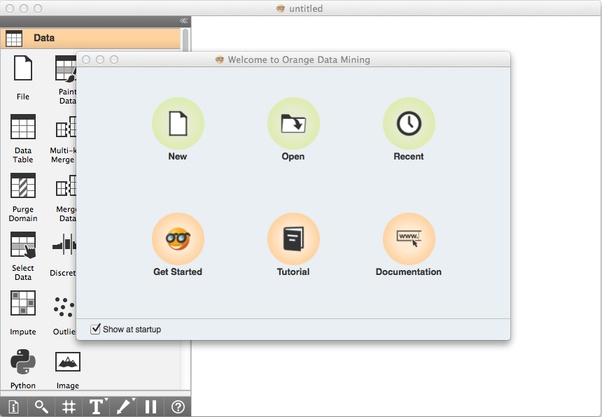 untitled
Data
File
Paint
Data
Data
Table
Multi-k
Merge
Purge
Domain
Merge
Data
Select
Data
Discret
Impute
Outlie
Python
Image
Welcome to Orange Data Mining
New
Open
Recent
www.
Get Started
Tutorial
Documentation
Show at startup